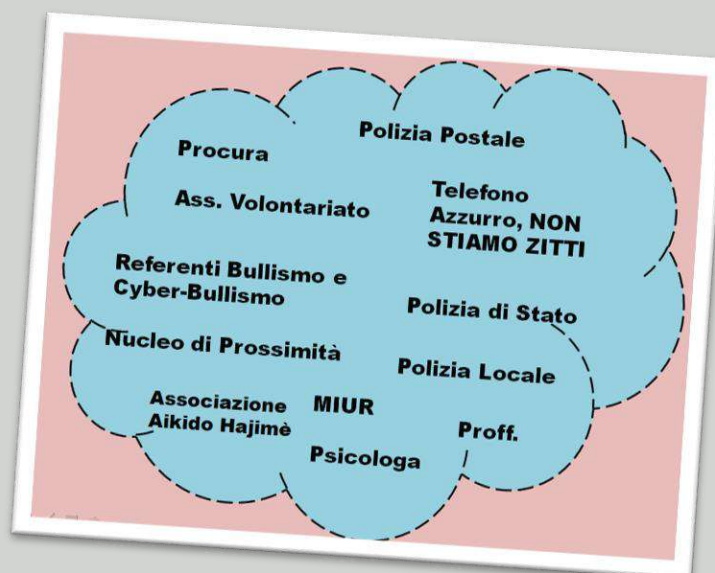 Polizia Postale
Procura
Ass. Volontariato
Telefono
Azzurro, NON
STIAMO ZITTI
Referenti Bullismo e
Cyber-Bullismo
Polizia di Stato
Nucleo di Prossimità
Polizia Locale
Associazione
Aikido Hajimè
MIUR
Proff.
Psicologa